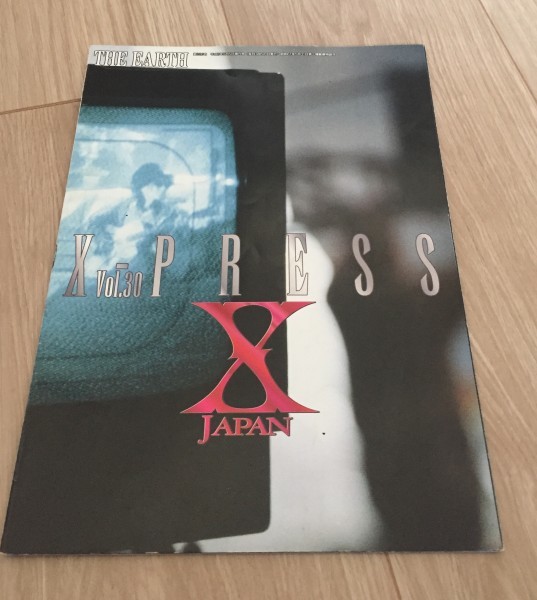 THE EARTH
X-PRESS
Vol.30
X
JAPAN